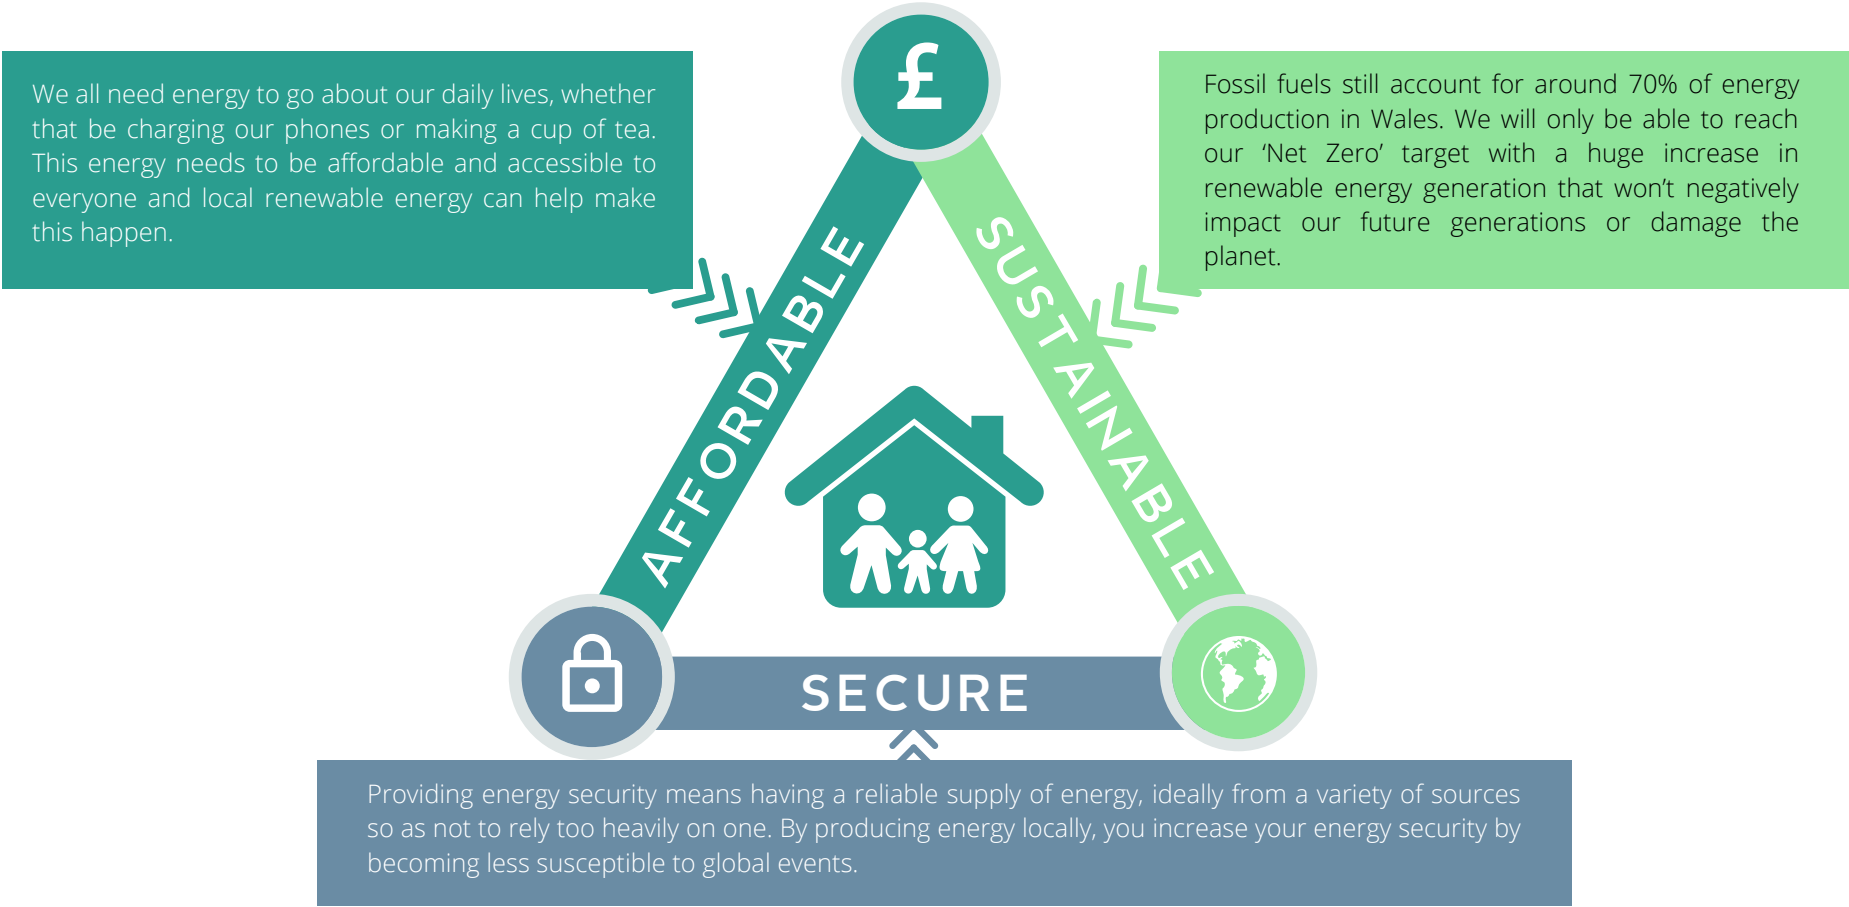 £
We all need energy to go about our daily lives, whether
that be charging our phones or making a cup of tea.
This energy needs to be affordable and accessible to
everyone and local renewable energy can help make
this happen.
Fossil fuels still account for around 70% of energy
production in Wales. We will only be able to reach
our ‘Net Zero’ target with a huge increase in
renewable energy generation that won’t negatively
impact our future generations or damage the
planet.
AFFORDABLE
SUSTAINABLE
SECURE
Providing energy security means having a reliable supply of energy, ideally from a variety of sources
so as not to rely too heavily on one. By producing energy locally, you increase your energy security by
becoming less susceptible to global events.